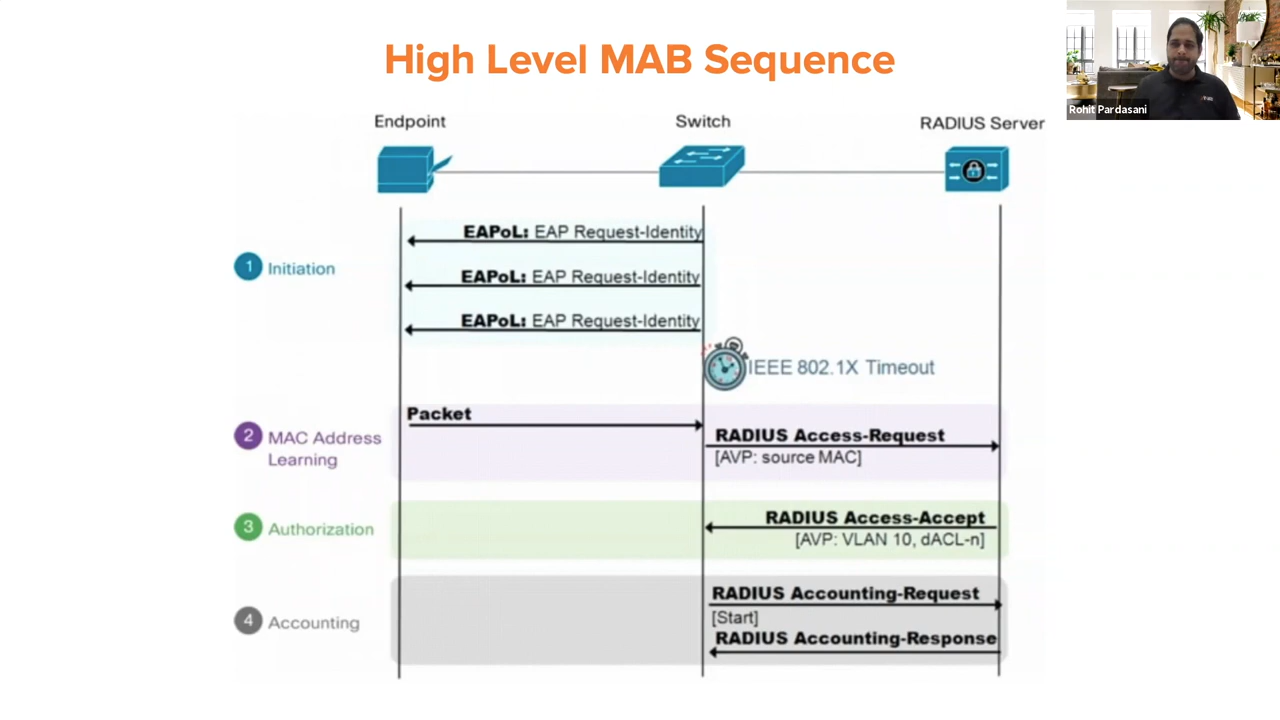 High Level MAB Sequence
Rohit Pardasani
Endpoint
Switch
RADIUS Server
EAPoL: EAP Request-Identity
1 Initiation
EAPoL: EAP Request-Identity
EAPoL: EAP Request-Identity
IEEE 802.1X Timeout
Packet
2 MAC Address
Learning
RADIUS Access-Request
[AVP: source MAC]
3 Authorization
RADIUS Access-Accept
[AVP: VLAN 10, dACL-n]
4 Accounting
RADIUS Accounting-Request
[Start]
RADIUS Accounting-Response